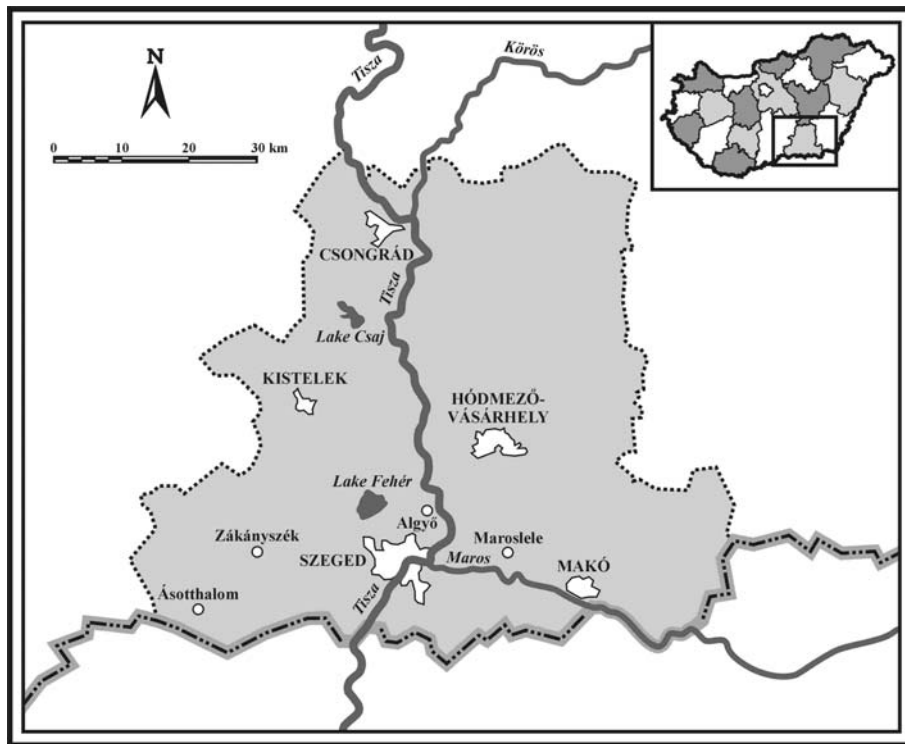 N
0 10 20 30 km
Tisza
Körös
CSONGRÁD
Tisza
Lake Csaj
KISTELEK
HÓDMEZŐ-
VÁSÁRHELY
Lake Fehér
Algyő
Zákányszék
SZEGED
Maros
Maroslele
MAKÓ
Ásotthalom
Tisza